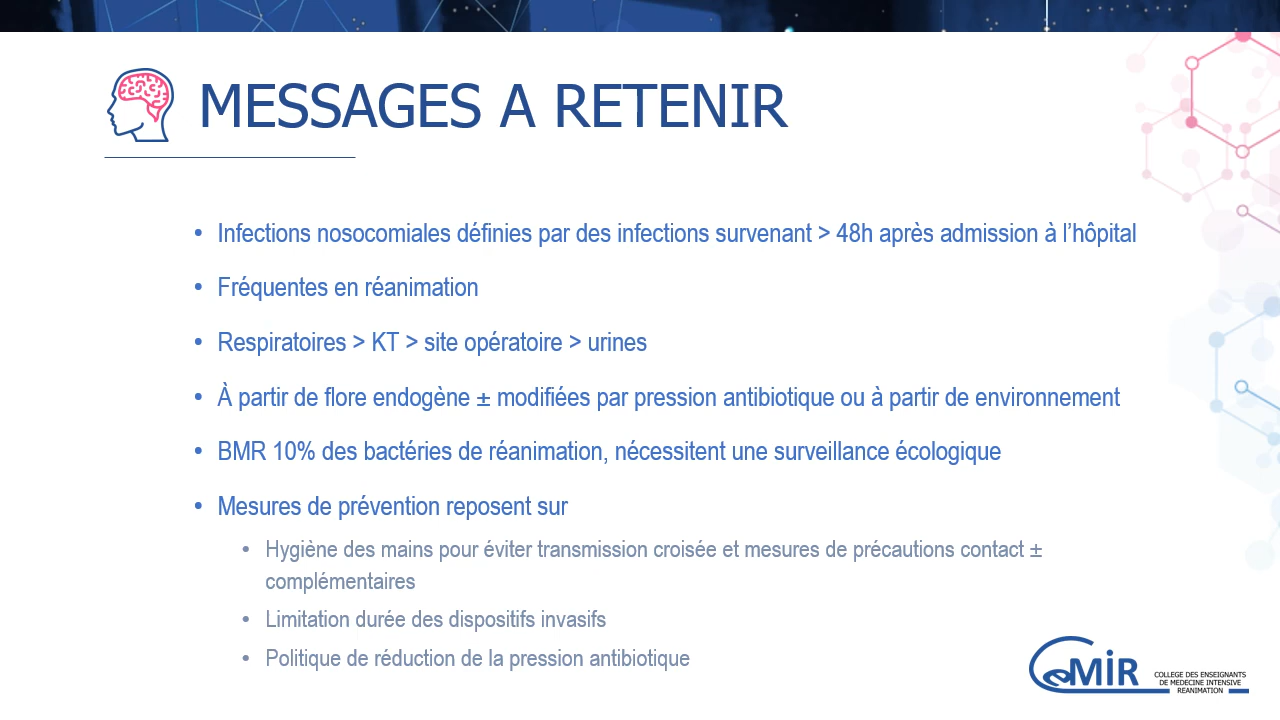 MESSAGES A RETENIR
• Infections nosocomiales définies par des infections survenant > 48h après admission à l’hôpital
• Fréquentes en réanimation
• Respiratoires > KT > site opératoire > urines
• À partir de flore endogène ± modifiées par pression antibiotique ou à partir de environnement
• BMR 10% des bactéries de réanimation, nécessitent une surveillance écologique
• Mesures de prévention reposent sur
• Hygiène des mains pour éviter transmission croisée et mesures de précautions contact ±
complémentaires
• Limitation durée des dispositifs invasifs
• Politique de réduction de la pression antibiotique
CeMIR
COLLEGE DES ENSEIGNANTS
DE MEDECINE INTENSIVE
REANIMATION